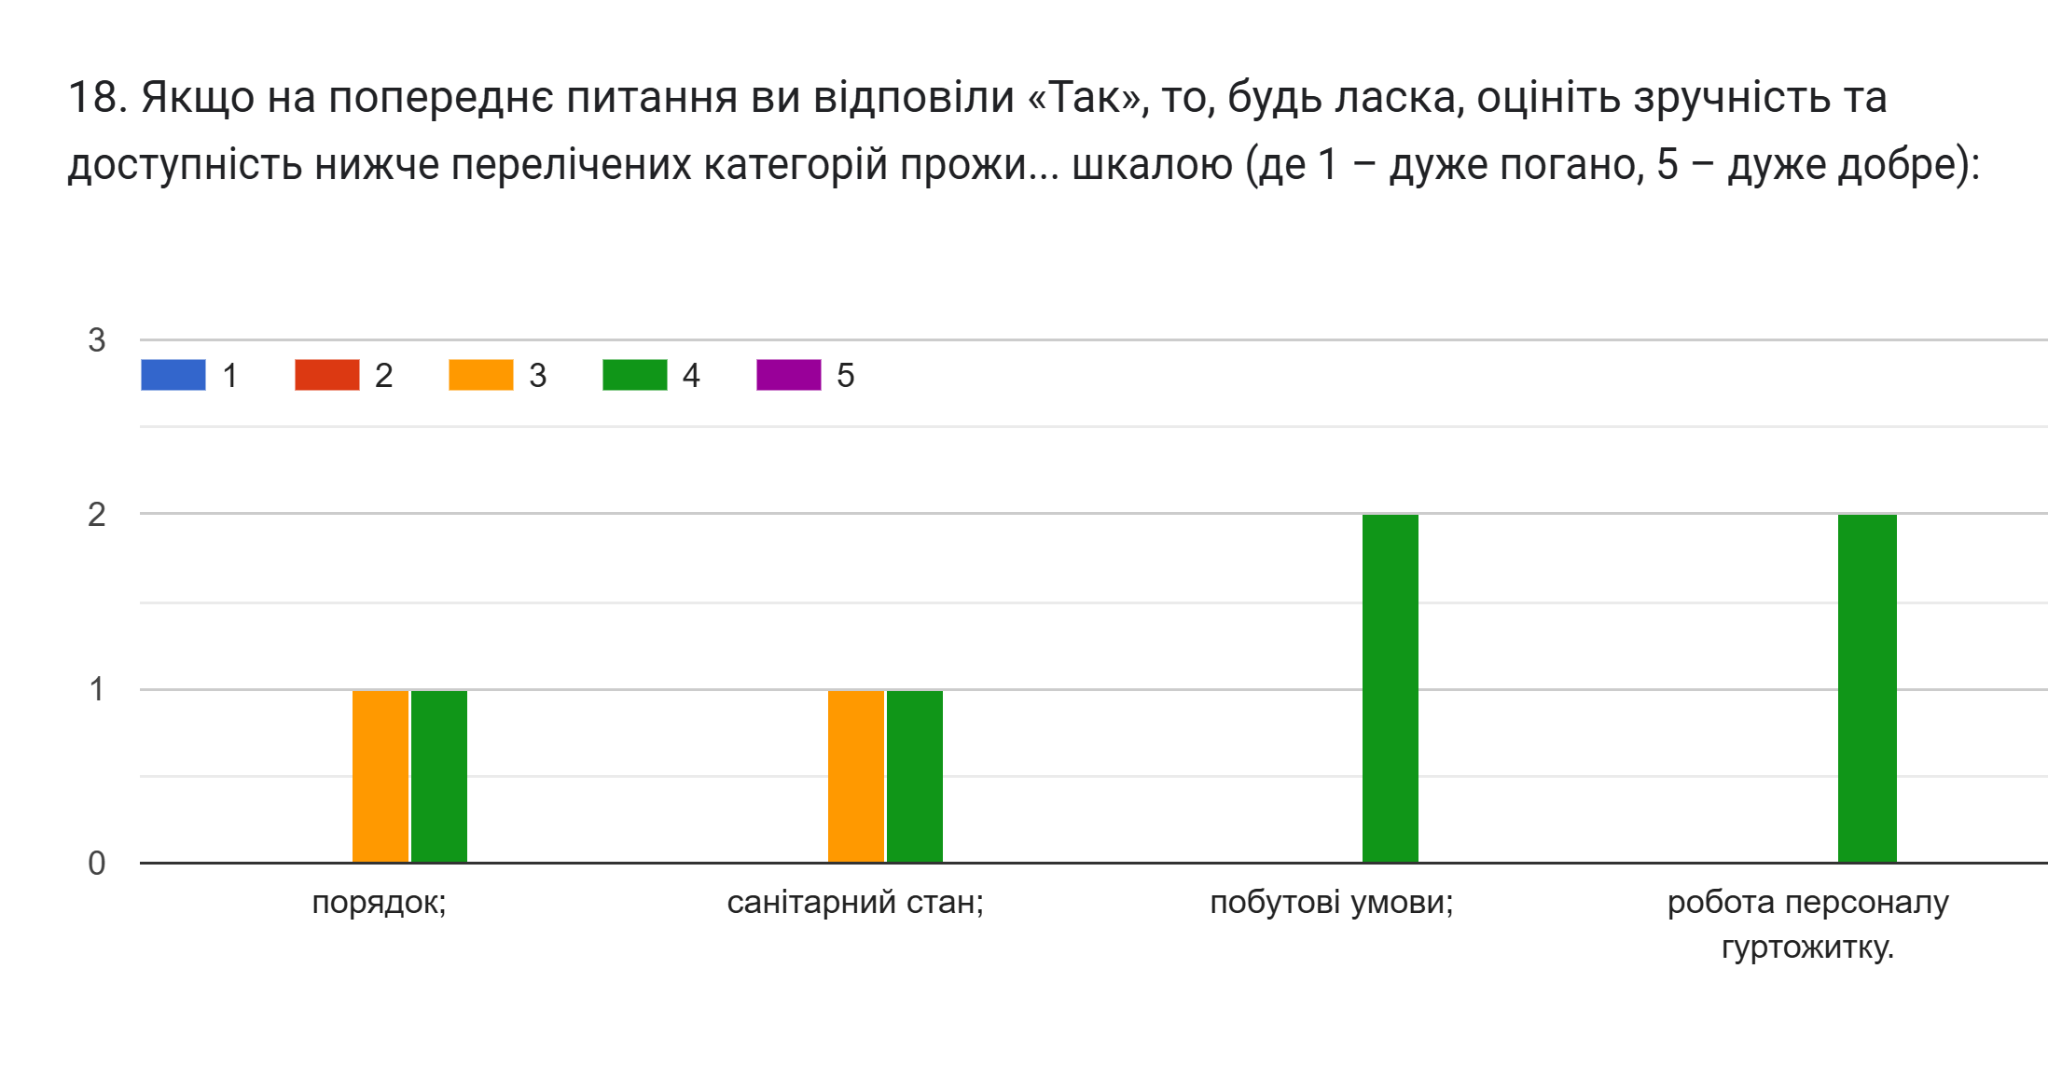 18. Якщо на попереднє питання ви відповіли «Так», то, будь ласка, оцініть зручність та
доступність нижче перелічених категорій прожи... шкалою (де 1 – дуже погано, 5 – дуже добре):
3
1 2 3 4 5
2
1
0
порядок; санітарний стан; побутові умови; робота персоналу
гуртожитку.